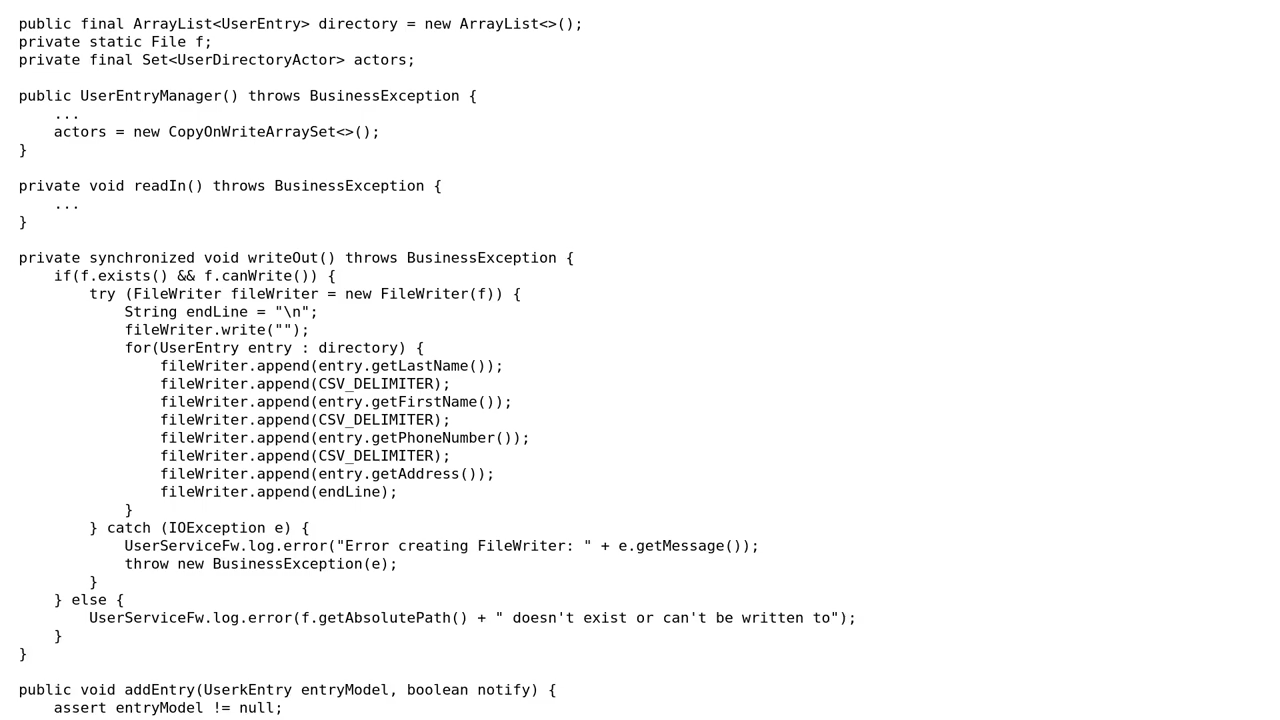 public final ArrayList<UserEntry> directory = new ArrayList<>();
private static File f;
private final Set<UserDirectoryActor> actors;

public UserEntryManager() throws BusinessException {
    ...
    actors = new CopyOnWriteArraySet<>();
}

private void readIn() throws BusinessException {
    ...
}

private synchronized void writeOut() throws BusinessException {
    if(f.exists() && f.canWrite()) {
        try (FileWriter fileWriter = new FileWriter(f)) {
            String endLine = "\n";
            fileWriter.write("");
            for(UserEntry entry : directory) {
                fileWriter.append(entry.getLastName());
                fileWriter.append(CSV_DELIMITER);
                fileWriter.append(entry.getFirstName());
                fileWriter.append(CSV_DELIMITER);
                fileWriter.append(entry.getPhoneNumber());
                fileWriter.append(CSV_DELIMITER);
                fileWriter.append(entry.getAddress());
                fileWriter.append(endLine);
            }
        } catch (IOException e) {
            UserServiceFw.log.error("Error creating FileWriter: " + e.getMessage());
            throw new BusinessException(e);
        }
    } else {
        UserServiceFw.log.error(f.getAbsolutePath() + " doesn't exist or can't be written to");
    }
}

public void addEntry(UserkEntry entryModel, boolean notify) {
    assert entryModel != null;